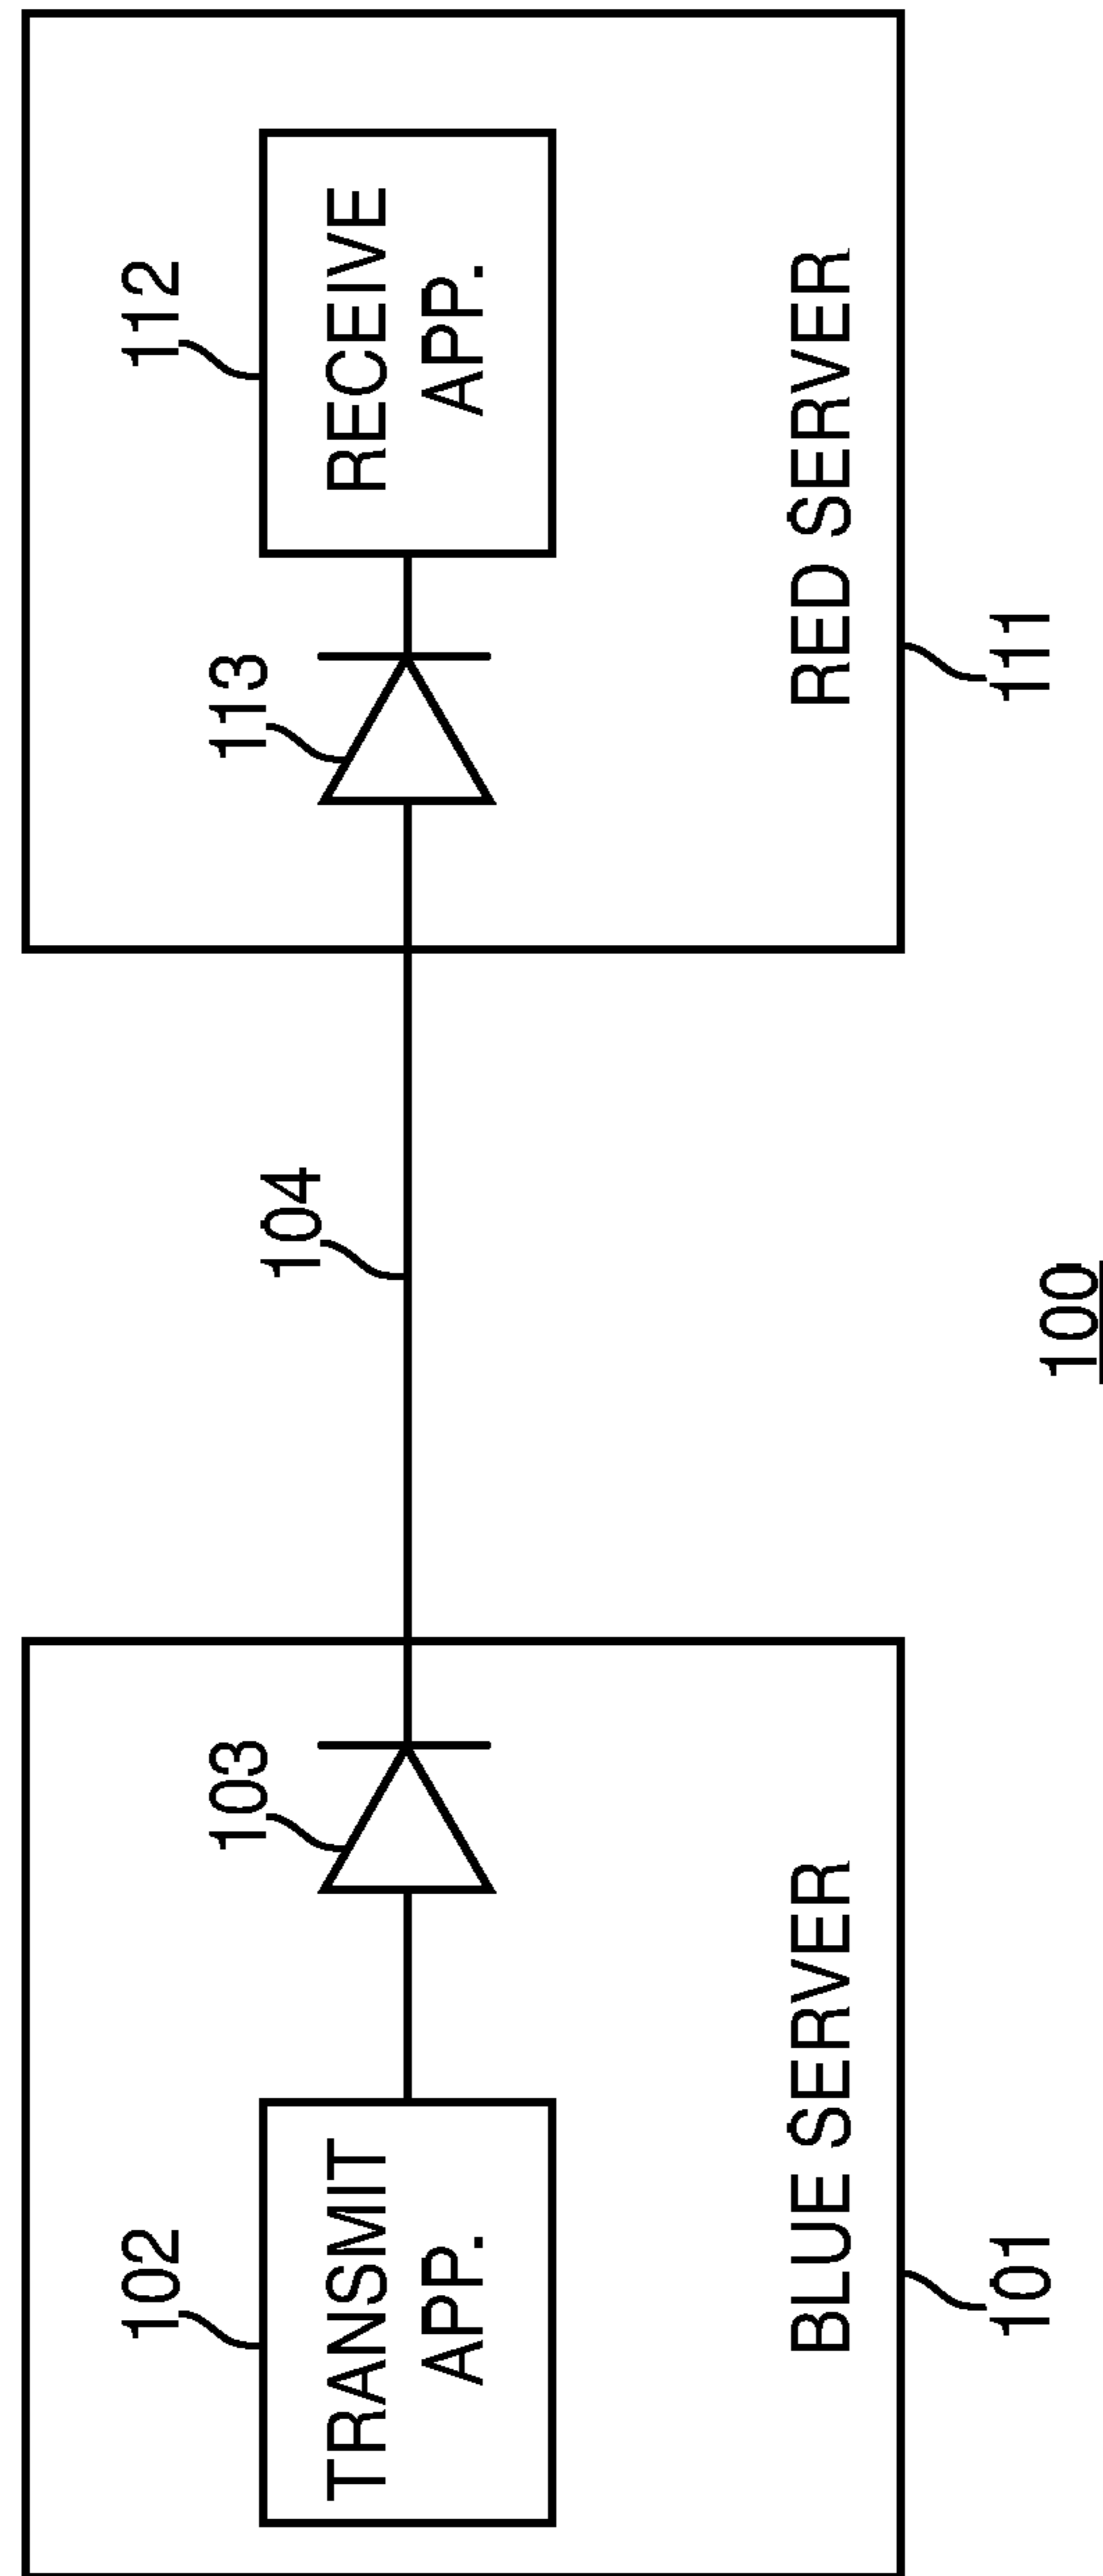 102
TRANSMIT
APP.
103
BLUE SERVER
101
104
100
113
112
RECEIVE
APP.
RED SERVER
111